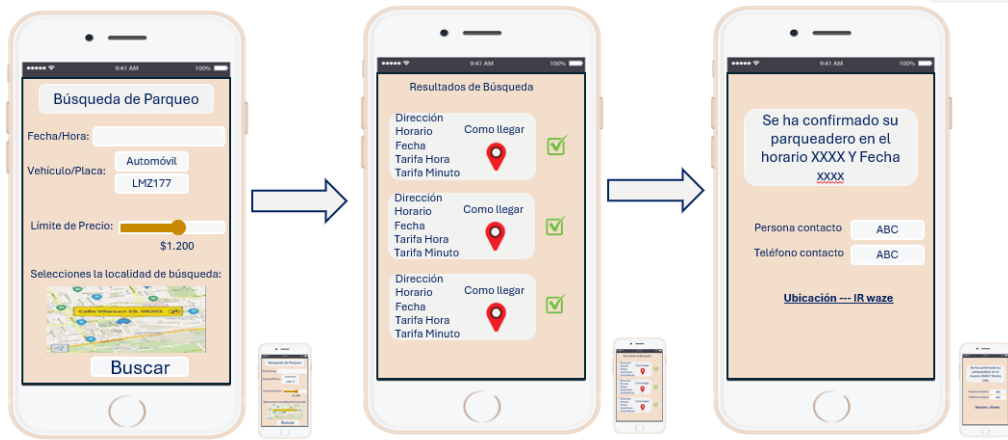 9:41 AM 100%
Búsqueda de Parqueo
Fecha/Hora:
Vehículo/Placa:
Automóvil
LMZ177
Límite de Precio:
$1.200
Selecciones la localidad de búsqueda:
Buscar
9:41 AM 100%
Resultados de Búsqueda
Dirección
Horario
Fecha
Tarifa Hora
Tarifa Minuto
Como llegar
Dirección
Horario
Fecha
Tarifa Hora
Tarifa Minuto
Como llegar
Dirección
Horario
Fecha
Tarifa Hora
Tarifa Minuto
Como llegar
9:41 AM 100%
Se ha confirmado su
parqueadero en el
horario XXXX Y Fecha
xxxx
Persona contacto ABC
Teléfono contacto ABC
Ubicación --- IR waze